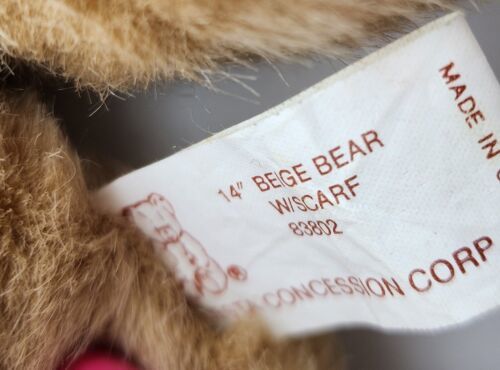 14" BEIGE BEAR
W/SCARF
83802
CONCESSION CORP
MADE IN